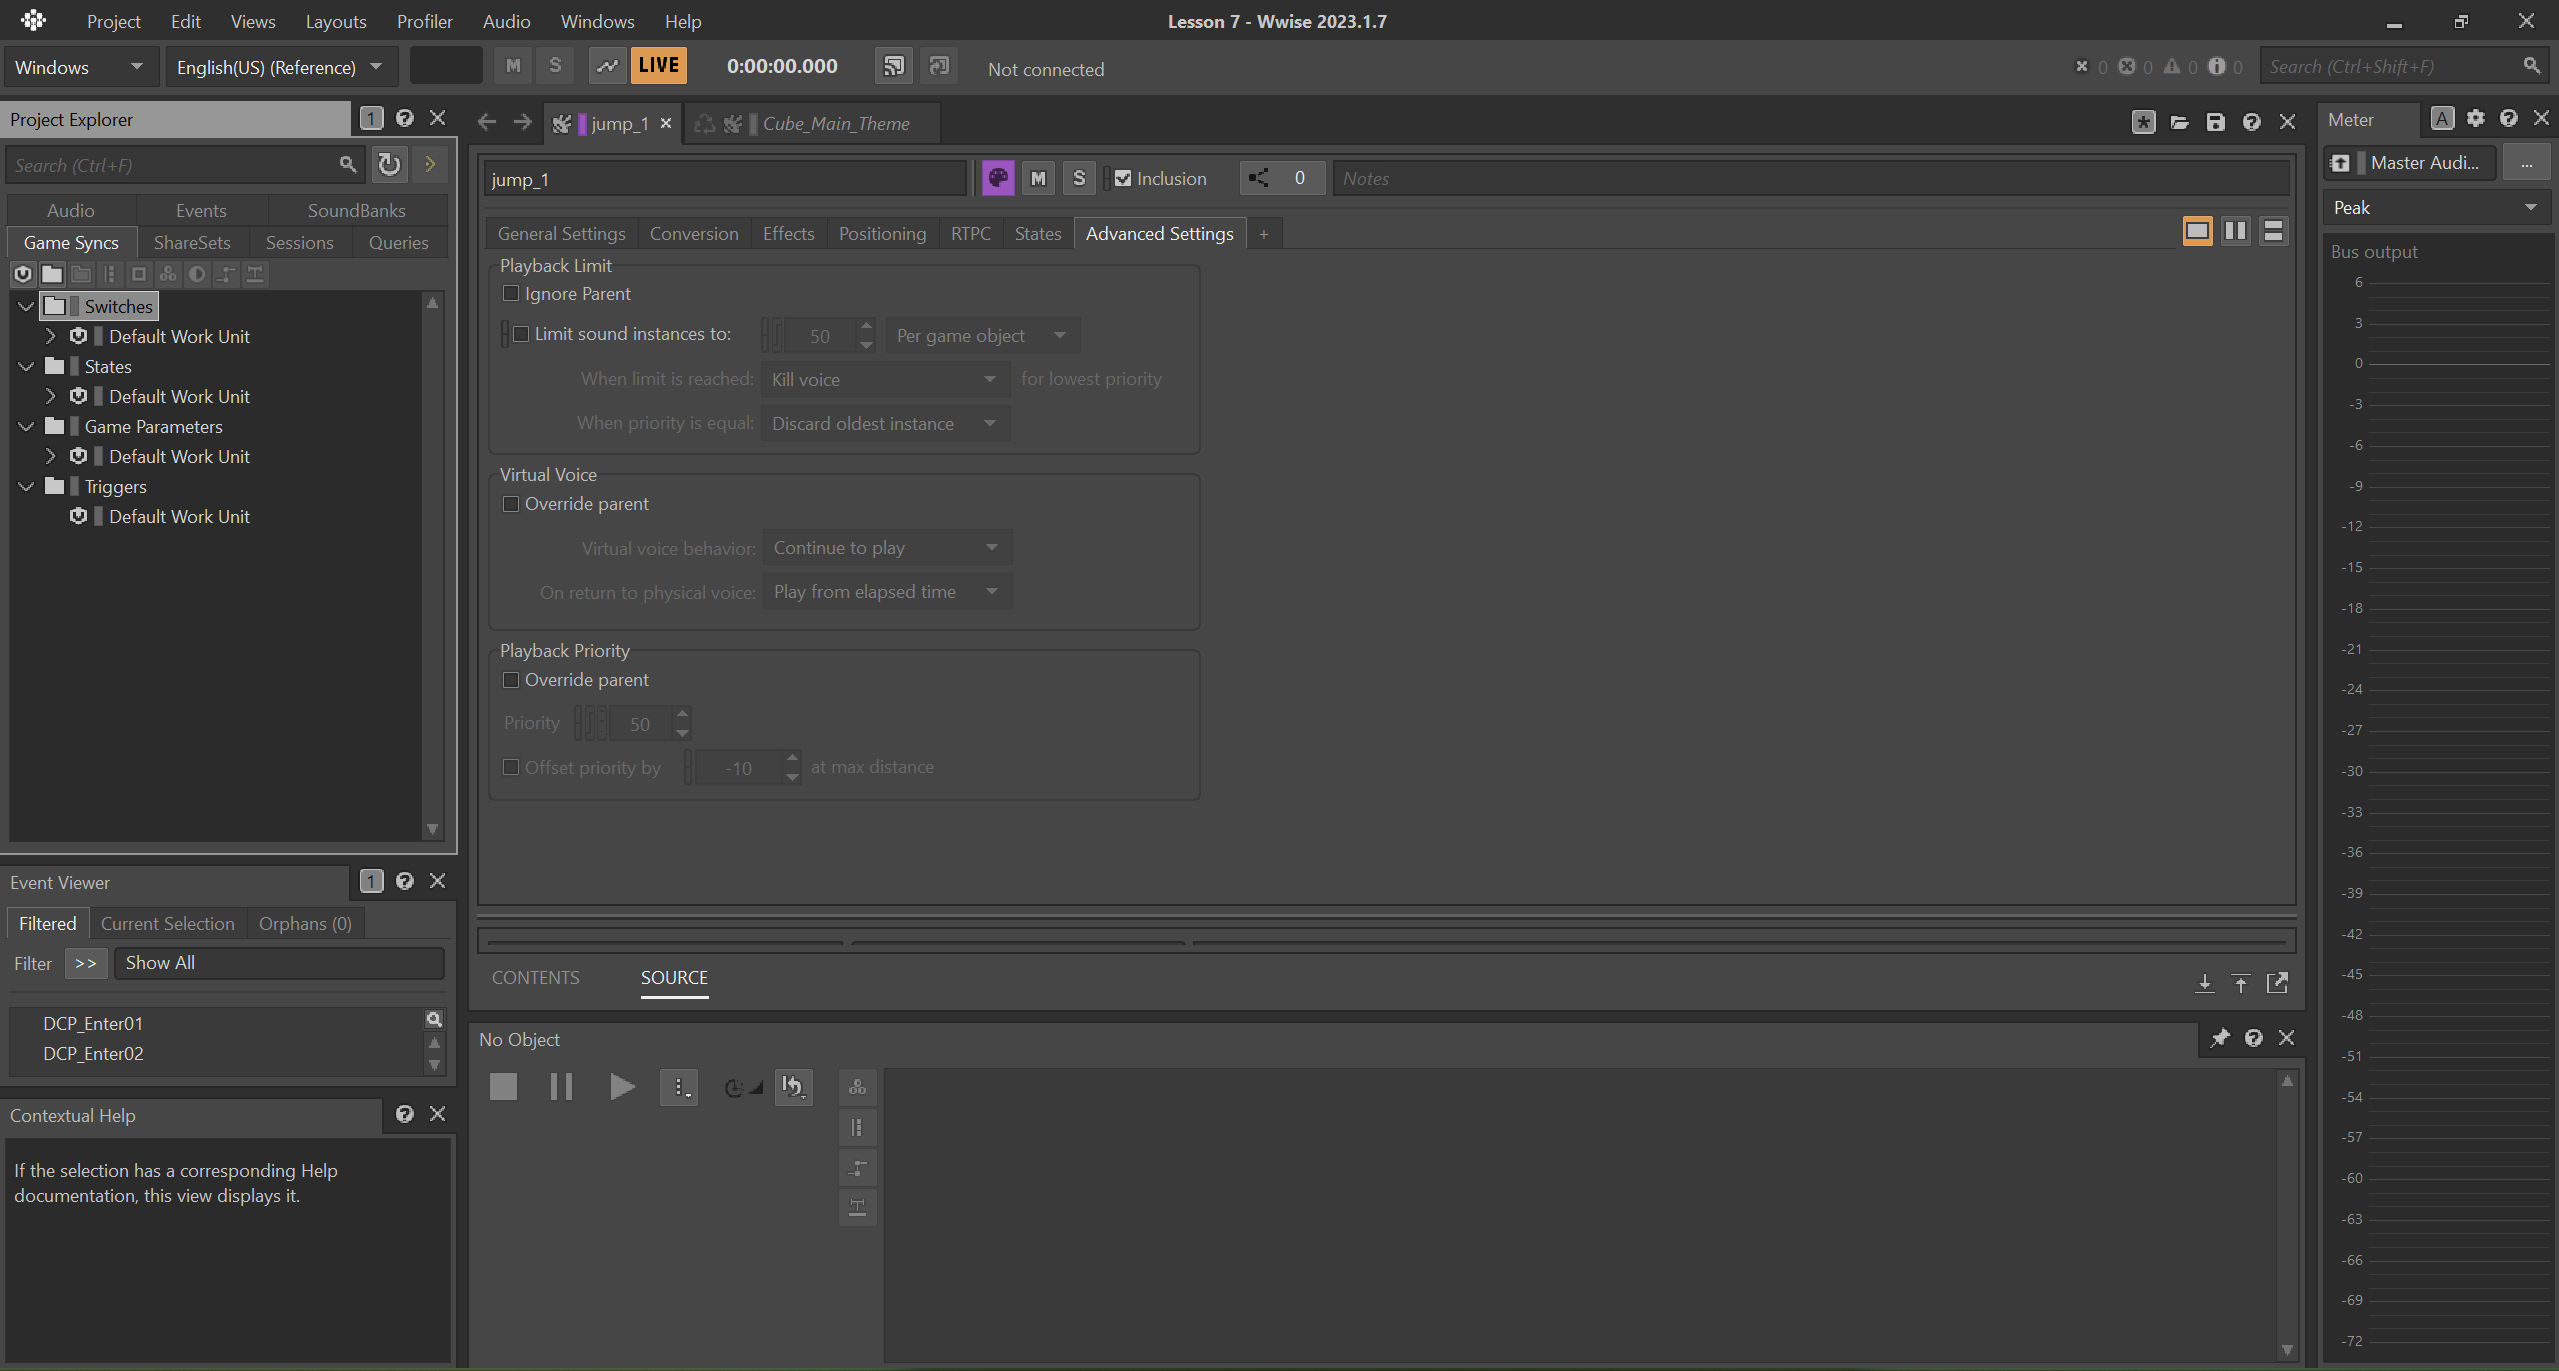 Project Edit Views Layouts Profiler Audio Windows Help
Lesson 7 - Wwise 2023.1.7
Windows English(US) (Reference) M S LIVE 0:00:00.000 Not connected 0 0 0 0 Search (Ctrl+Shift+F)
Project Explorer 1
Search (Ctrl+F)
Audio Events SoundBanks
Game Syncs ShareSets Sessions Queries
Switches
Default Work Unit
States
Default Work Unit
Game Parameters
Default Work Unit
Triggers
Default Work Unit
Event Viewer 1
Filtered Current Selection Orphans (0)
Filter >> Show All
DCP_Enter01
DCP_Enter02
Contextual Help
If the selection has a corresponding Help
documentation, this view displays it.
jump_1 Cube_Main_Theme
jump_1 M S Inclusion 0 Notes
General Settings Conversion Effects Positioning RTPC States Advanced Settings +
Playback Limit
Ignore Parent
Limit sound instances to: 50 Per game object
When limit is reached: Kill voice for lowest priority
When priority is equal: Discard oldest instance
Virtual Voice
Override parent
Virtual voice behavior: Continue to play
On return to physical voice: Play from elapsed time
Playback Priority
Override parent
Priority 50
Offset priority by -10 at max distance
CONTENTS SOURCE
No Object
Meter A
Master Audi... ...
Peak
Bus output
6
3
0
-3
-6
-9
-12
-15
-18
-21
-24
-27
-30
-33
-36
-39
-42
-45
-48
-51
-54
-57
-60
-63
-66
-69
-72